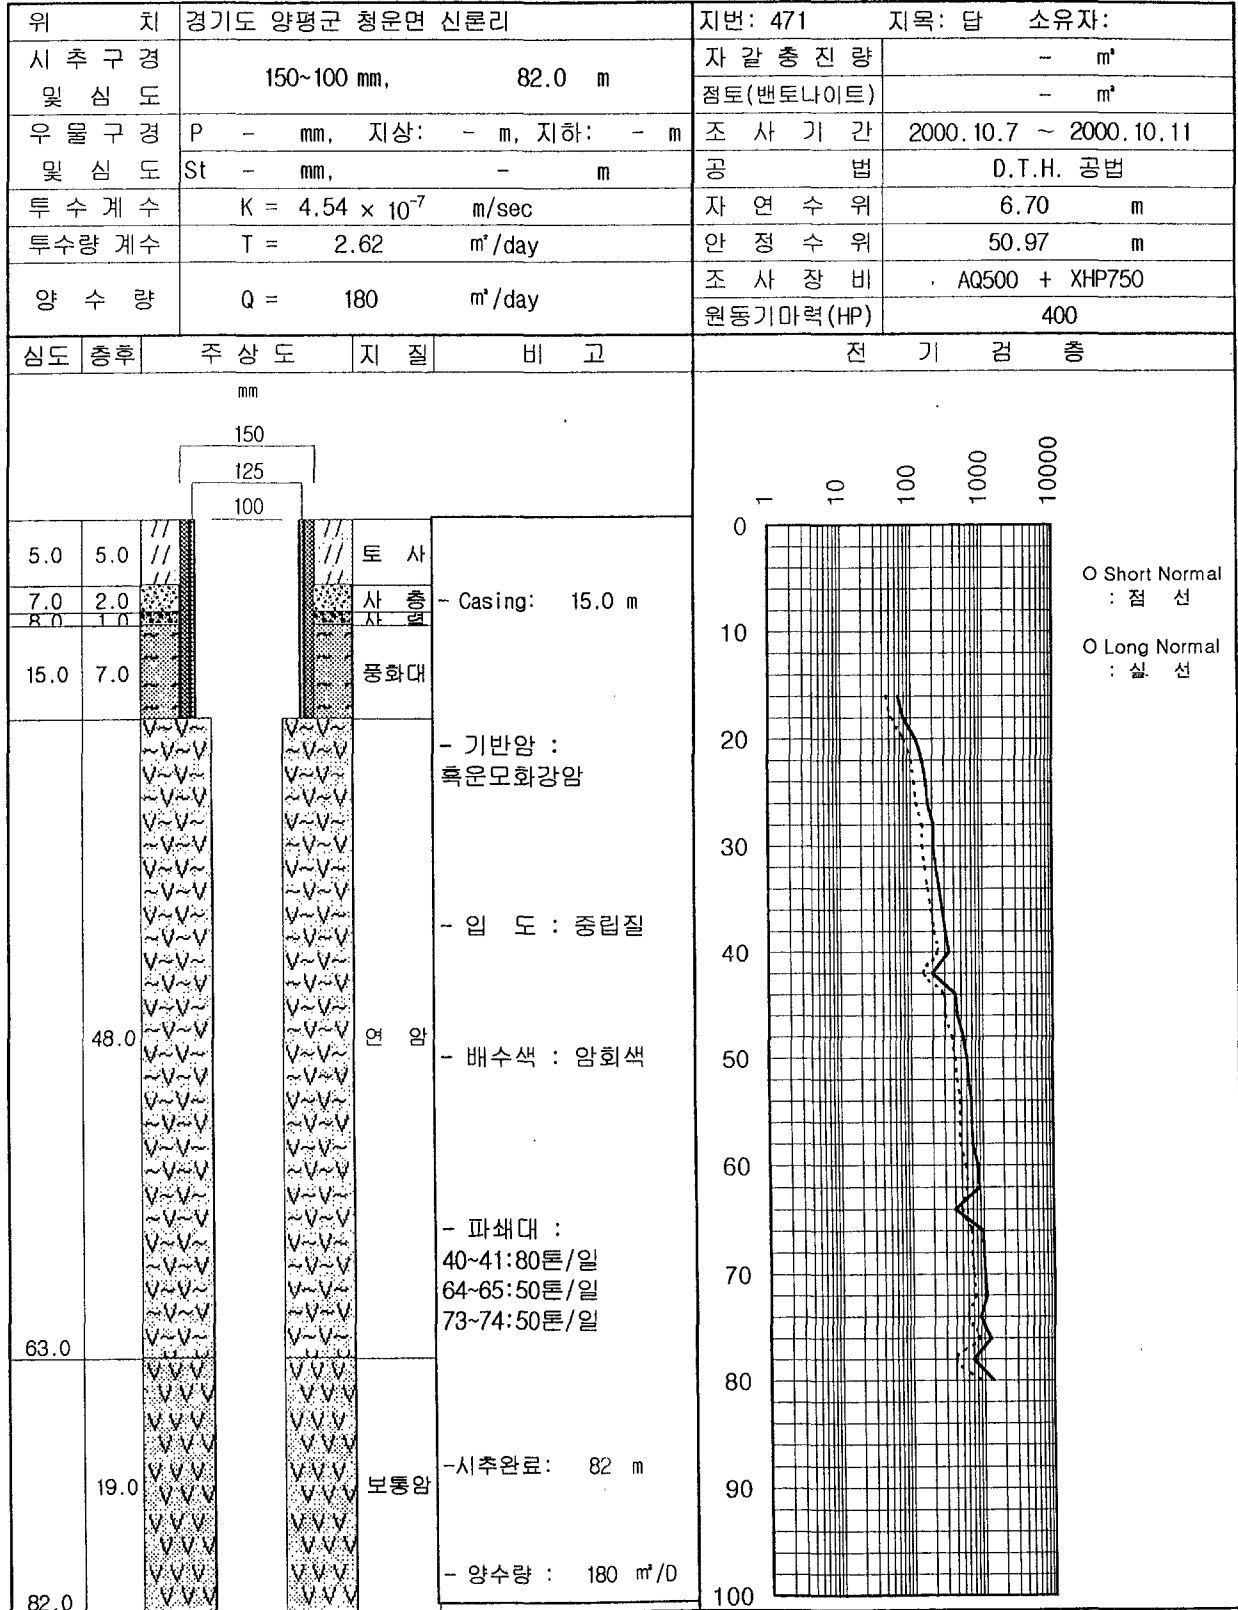 위 치 경기도 양평군 청운면 신론리 지번: 471 지목: 답 소유자:
시 추 구 경 및 심 도 150~100 mm, 82.0 m
자 갈 충 진 량 - m³
점토(밴토나이트) - m³
우 물 구 경 및 심 도 P - mm, 지상: - m, 지하: - m
St - mm, - m
조 사 기 간 2000.10.7 ~ 2000.10.11
공 법 D.T.H. 공법
투 수 계 수 K = 4.54 × 10⁻⁷ m/sec
자 연 수 위 6.70 m
투수량 계수 T = 2.62 m²/day
안 정 수 위 50.97 m
양 수 량 Q = 180 m³/day
조 사 장 비 AQ500 + XHP750
원동기마력(HP) 400
심도 층후 주 상 도 지 질 비 고 전 기 검 층
mm
150
125
100
5.0 5.0 토 사
7.0 2.0 사 층
8.0 1.0 사 력
15.0 7.0 풍화대
48.0 연 암
63.0
19.0 보통암
82.0
- Casing: 15.0 m
- 기반암 :
흑운모화강암
- 입 도 : 중립질
- 배수색 : 암회색
- 파쇄대 :
40~41:80톤/일
64~65:50톤/일
73~74:50톤/일
-시추완료: 82 m
- 양수량 : 180 m³/D
1 10 100 1000 10000
0
10
20
30
40
50
60
70
80
90
100
O Short Normal
: 점 선
O Long Normal
: 실 선